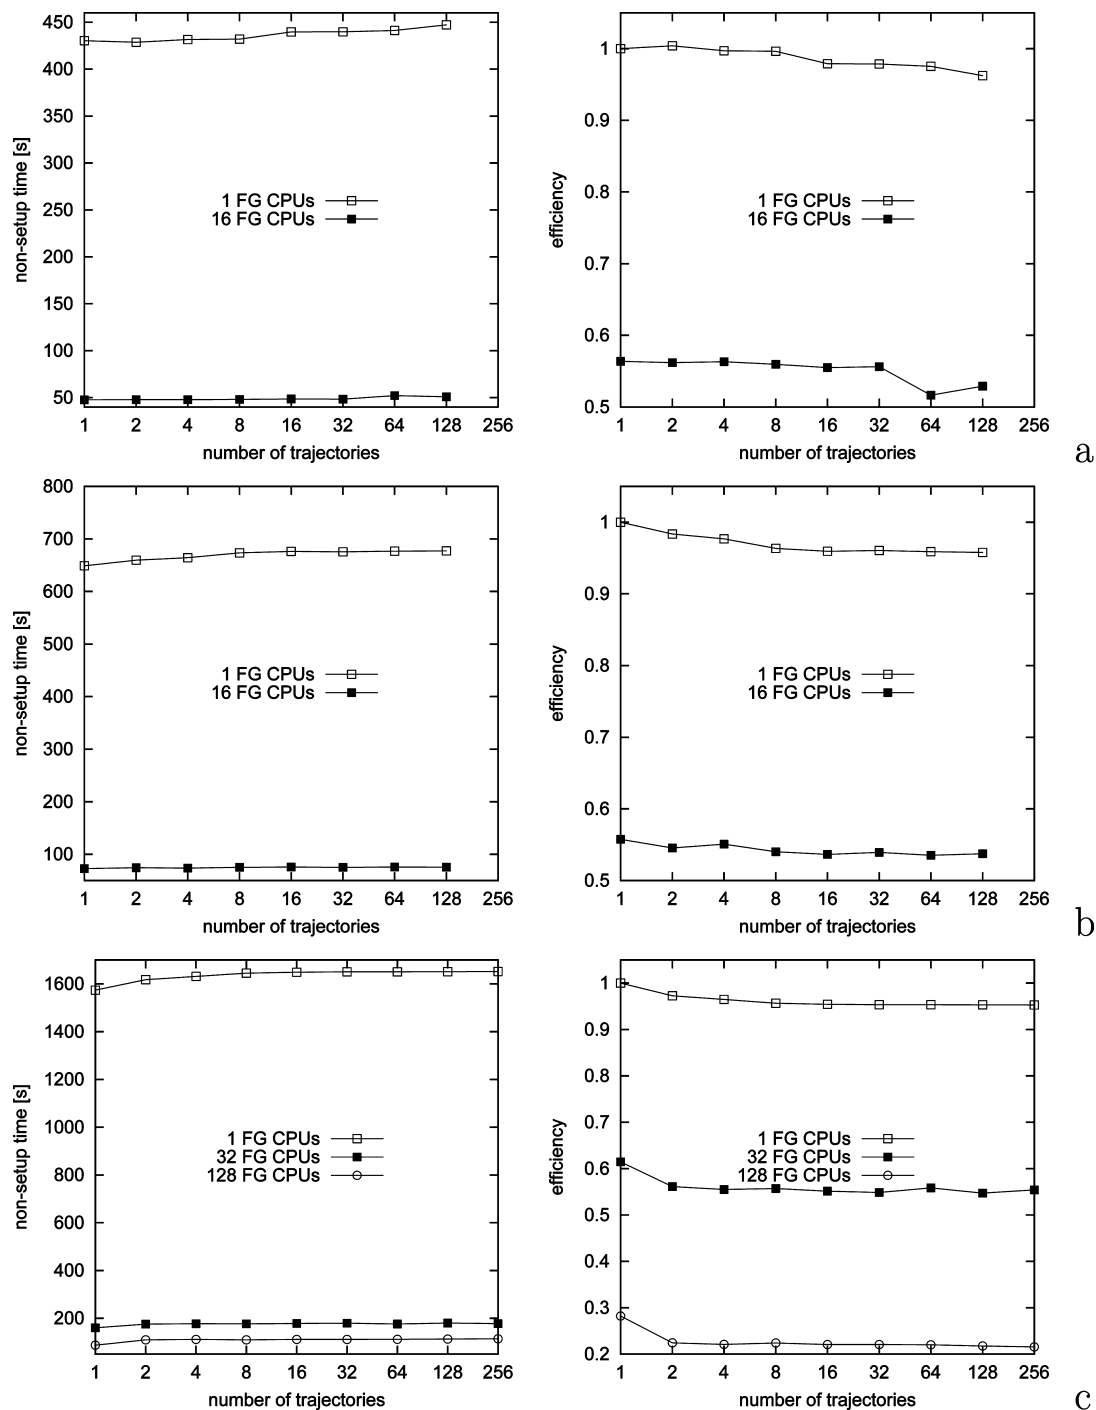 450
400
350
300
250
200
150
100
50
non-setup time [s]
1 FG CPUs
16 FG CPUs
1 2 4 8 16 32 64 128 256
number of trajectories
1
0.9
0.8
0.7
0.6
0.5
efficiency
1 FG CPUs
16 FG CPUs
1 2 4 8 16 32 64 128 256
number of trajectories
a
800
700
600
500
400
300
200
100
non-setup time [s]
1 FG CPUs
16 FG CPUs
1 2 4 8 16 32 64 128 256
number of trajectories
1
0.9
0.8
0.7
0.6
0.5
efficiency
1 FG CPUs
16 FG CPUs
1 2 4 8 16 32 64 128 256
number of trajectories
b
1600
1400
1200
1000
800
600
400
200
non-setup time [s]
1 FG CPUs
32 FG CPUs
128 FG CPUs
1 2 4 8 16 32 64 128 256
number of trajectories
1
0.9
0.8
0.7
0.6
0.5
0.4
0.3
0.2
efficiency
1 FG CPUs
32 FG CPUs
128 FG CPUs
1 2 4 8 16 32 64 128 256
number of trajectories
c